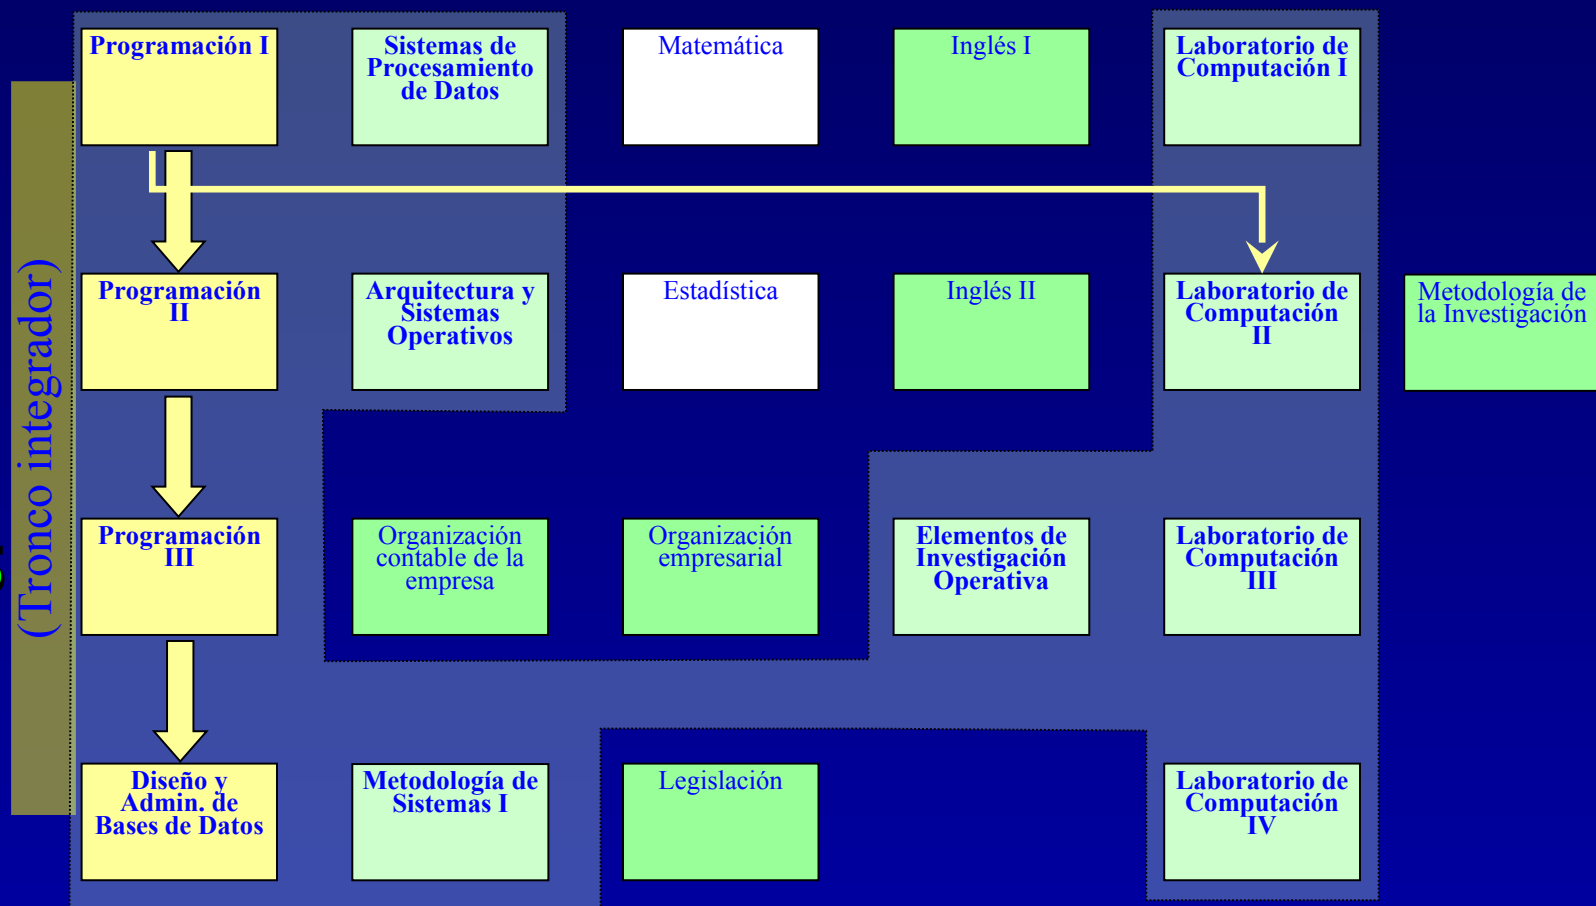 Programación I
Sistemas de
Procesamiento
de Datos
Matemática
Inglés I
Laboratorio de
Computación I
(Tronco integrador)
Programación
II
Arquitectura y
Sistemas
Operativos
Estadística
Inglés II
Laboratorio de
Computación
II
Metodología de
la Investigación
Programación
III
Organización
contable de la
empresa
Organización
empresarial
Elementos de
Investigación
Operativa
Laboratorio de
Computación
III
Diseño y
Admin. de
Bases de Datos
Metodología de
Sistemas I
Legislación
Laboratorio de
Computación
IV